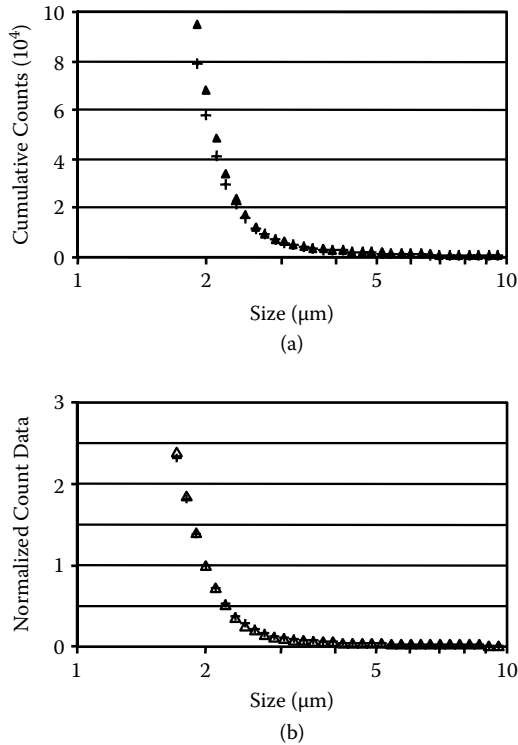 Cumulative Counts (10⁴)
10
8
6
4
2
0
1 2 5 10
Size (μm)
(a)
Normalized Count Data
3
2
1
0
1 2 5 10
Size (μm)
(b)